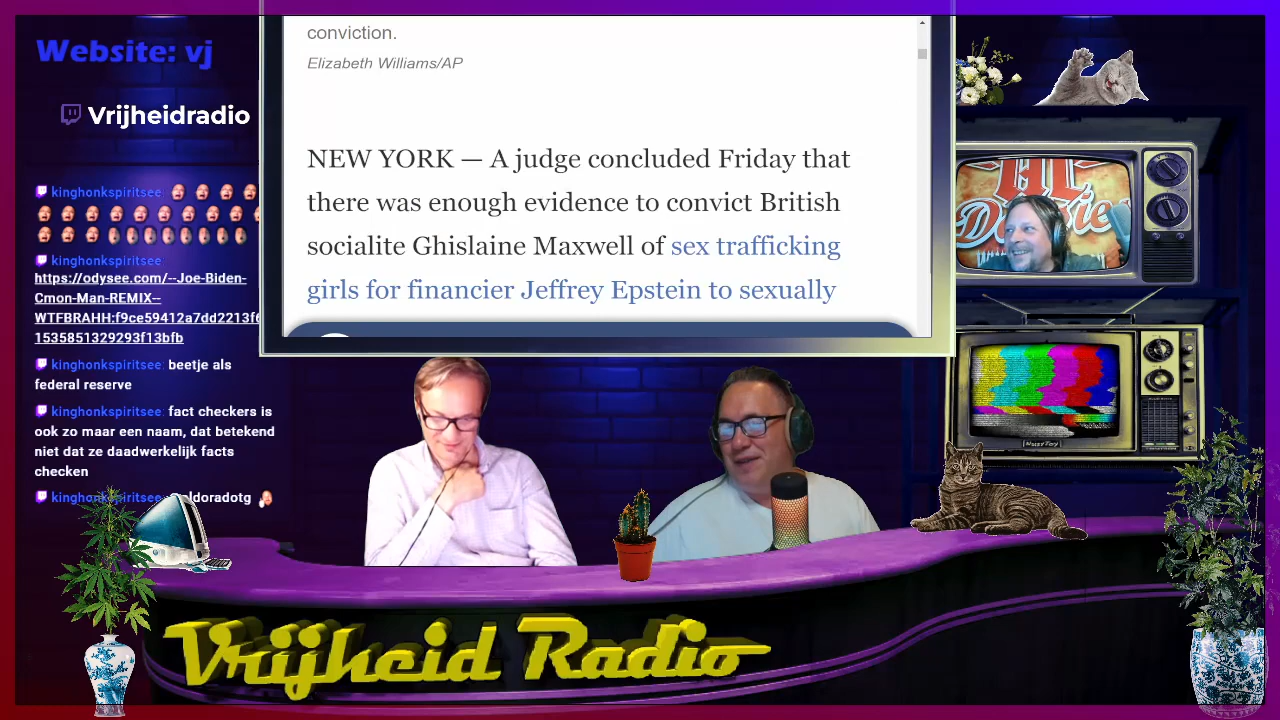 conviction.
Elizabeth Williams/AP
Website: vj
Vrijheidradio
NEW YORK — A judge concluded Friday that
there was enough evidence to convict British
socialite Ghislaine Maxwell of sex trafficking
girls for financier Jeffrey Epstein to sexually
kinghonkspiritsee:
kinghonkspiritsee:
https://odysee.com/--Joe-Biden-
Cmon-Man-REMIX--
WTFBRAHH:f9ce59412a7dd2213f6
1535851329293f13bfb
kinghonkspiritsee: beetje als
federal reserve
kinghonkspiritsee: fact checkers is
ook zo maar een naam, dat betekend
niet dat ze daadwerkelijk facts
checken
kinghonkspiritsee: ldoradotg
Vrijheid Radio